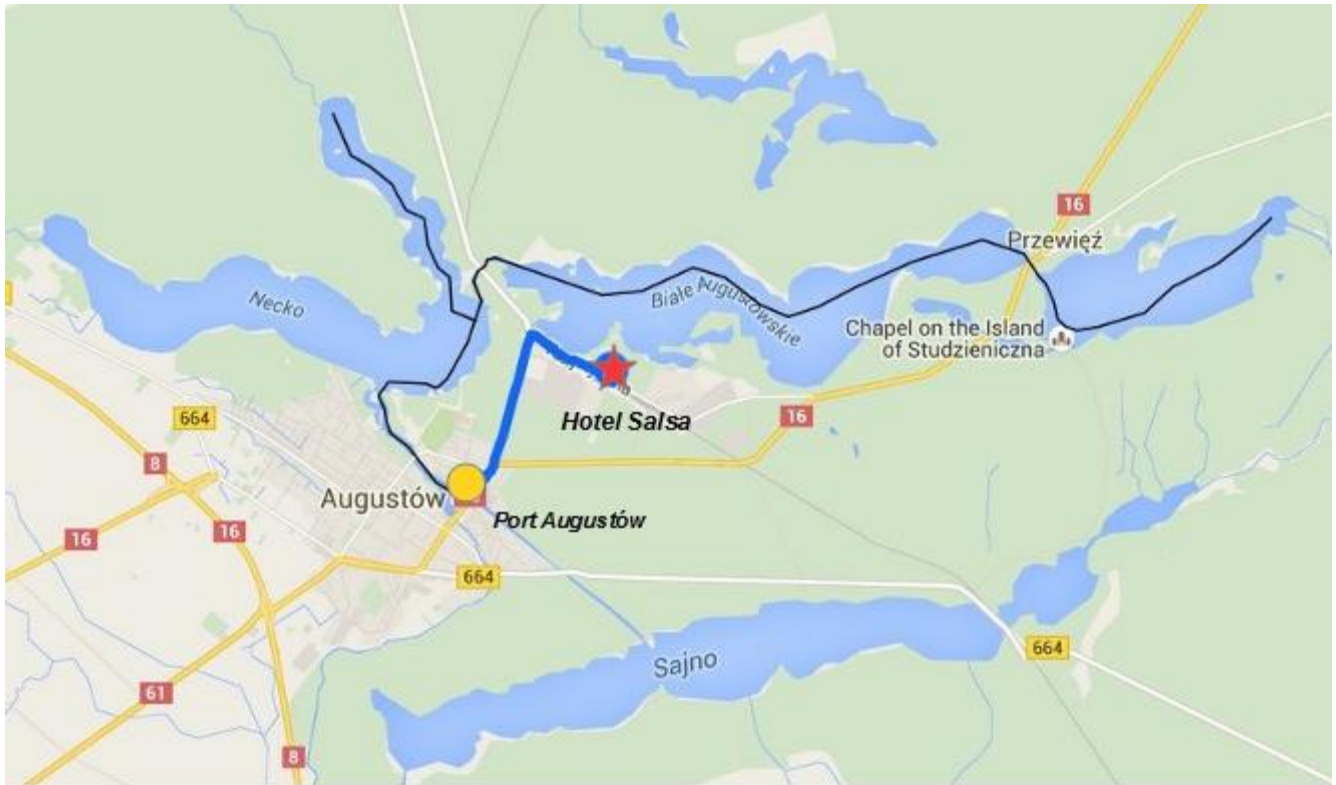 16
Przewięź
Necko
Białe Augustowskie
Chapel on the Island
of Studzieniczna
664
16
Hotel Salsa
8
Augustów
Port Augustów
16
16
664
664
Sajno
61
8